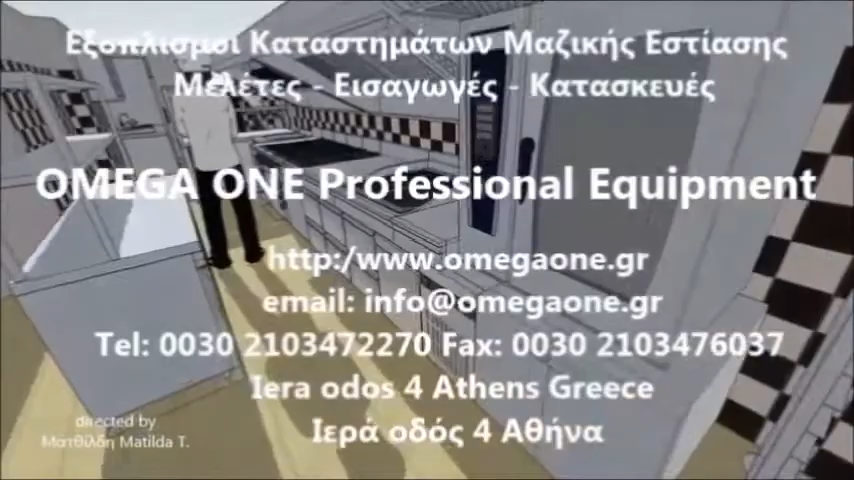 Εξοπλισμοι Καταστημάτων Μαζικής Εστίασης
Μελέτες - Εισαγωγές - Κατασκευές
OMEGA ONE Professional Equipment
http:/www.omegaone.gr
email: info@omegaone.gr
Tel: 0030 2103472270 Fax: 0030 2103476037
Iera odos 4 Athens Greece
Ιερά οδός 4 Αθήνα
directed by
Ματθίλδη Matilda T.